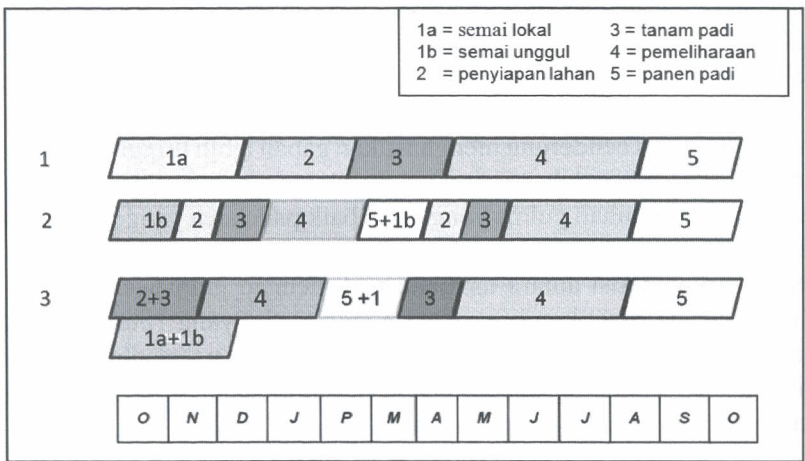 1a = semai lokal 3 = tanam padi
1b = semai unggul 4 = pemeliharaan
2 = penyiapan lahan 5 = panen padi
1 1a 2 3 4 5
2 1b 2 3 4 5+1b 2 3 4 5
3 2+3 4 5 +1 3 4 5
1a+1b
O N D J P M A M J J A S O